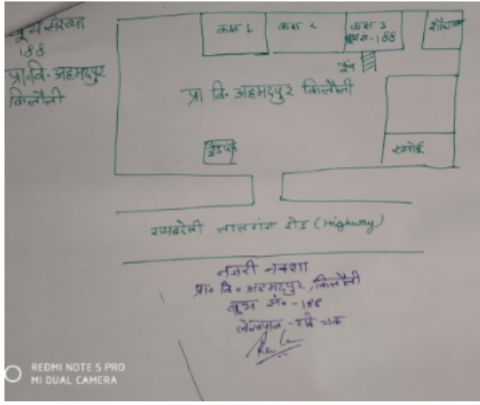 बूथ संख्या
188
प्रा. वि. अहमदपुर
किलौली
कक्ष 1
कक्ष 2
कक्ष 3
बूथ सं.-188
शौचालय
रैंप
प्रा वि. अहमदपुर किलौली
हैंडपंप
रसोई
रायबरेली लालगंज रोड (Highway)
नजरी नक्शा
प्रा. वि. अहमदपुर, किलौली
बूथ सं. -188
REDMI NOTE 5 PRO
MI DUAL CAMERA